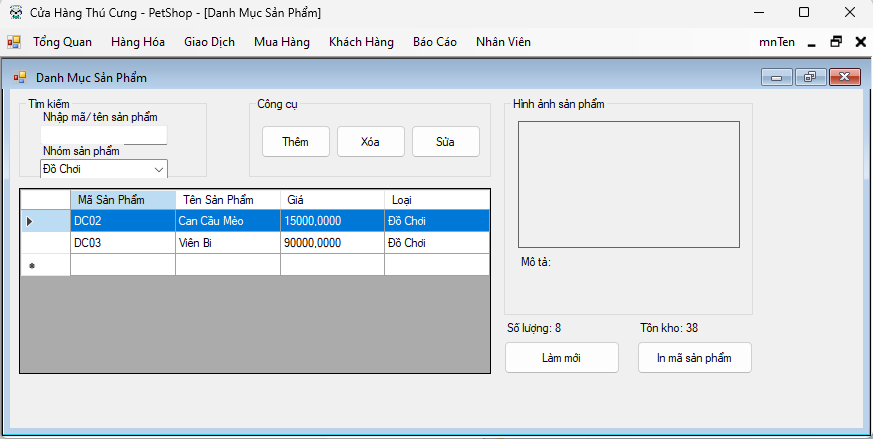 Cửa Hàng Thú Cưng - PetShop - [Danh Mục Sản Phẩm]
Tổng Quan Hàng Hóa Giao Dịch Mua Hàng Khách Hàng Báo Cáo Nhân Viên mnTen
Danh Mục Sản Phẩm
Tìm kiếm
Nhập mã/ tên sản phẩm
Nhóm sản phẩm
Đồ Chơi
Công cụ
Thêm Xóa Sửa
Mã Sản Phẩm Tên Sản Phẩm Giá Loại
DC02 Can Câu Mèo 15000,0000 Đồ Chơi
DC03 Viên Bi 90000,0000 Đồ Chơi
Hình ảnh sản phẩm
Mô tả:
Số lượng: 8 Tồn kho: 38
Làm mới In mã sản phẩm